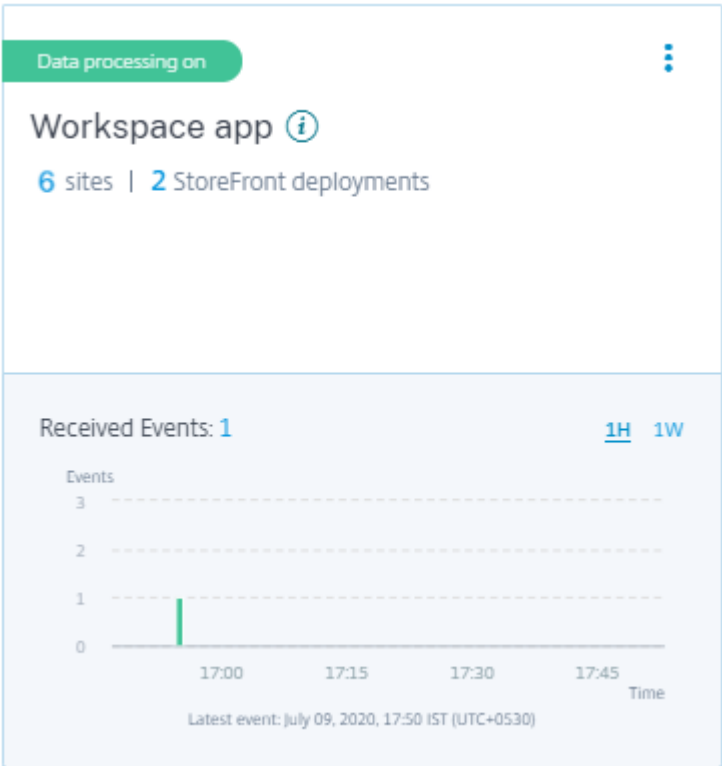 Data processing on
Workspace app i
6 sites | 2 StoreFront deployments
Received Events: 1 1H 1W
Events
3
2
1
0
17:00 17:15 17:30 17:45
Time
Latest event: July 09, 2020, 17:50 IST (UTC+0530)